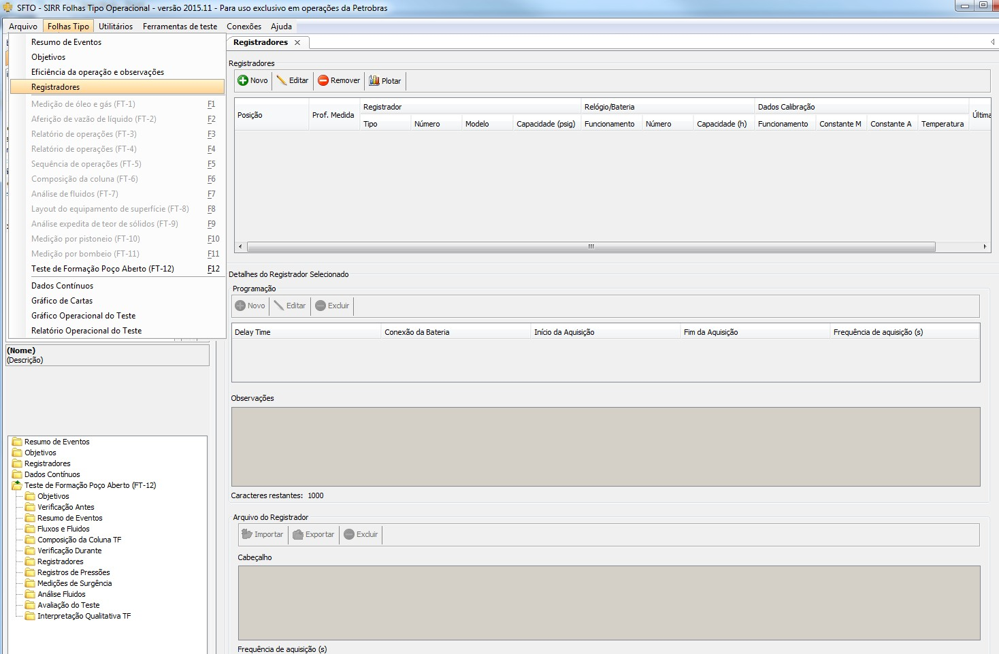 SFTO - SIRR Folhas Tipo Operacional - versão 2015.11 - Para uso exclusivo em operações da Petrobras
Arquivo Folhas Tipo Utilitários Ferramentas de teste Conexões Ajuda
Resumo de Eventos
Objetivos
Eficiência da operação e observações
Registradores
Medição de óleo e gás (FT-1) F1
Aferição de vazão de líquido (FT-2) F2
Relatório de operações (FT-3) F3
Relatório de operações (FT-4) F4
Sequência de operações (FT-5) F5
Composição da coluna (FT-6) F6
Análise de fluidos (FT-7) F7
Layout do equipamento de superfície (FT-8) F8
Análise expedita de teor de sólidos (FT-9) F9
Medição por pistoneio (FT-10) F10
Medição por bombeio (FT-11) F11
Teste de Formação Poço Aberto (FT-12) F12
Dados Contínuos
Gráfico de Cartas
Gráfico Operacional do Teste
Relatório Operacional do Teste
(Nome)
(Descrição)
Resumo de Eventos
Objetivos
Registradores
Dados Contínuos
Teste de Formação Poço Aberto (FT-12)
Objetivos
Verificação Antes
Resumo de Eventos
Fluxos e Fluidos
Composição da Coluna TF
Verificação Durante
Registradores
Registros de Pressões
Medições de Surgência
Análise Fluidos
Avaliação do Teste
Interpretação Qualitativa TF
Registradores
Registradores
Novo Editar Remover Plotar
Posição Prof. Medida Registrador Relógio/Bateria Dados Calibração Última
Tipo Número Modelo Capacidade (psig) Funcionamento Número Capacidade (h) Funcionamento Constante M Constante A Temperatura
Detalhes do Registrador Selecionado
Programação
Novo Editar Excluir
Delay Time Conexão da Bateria Início da Aquisição Fim da Aquisição Frequência de aquisição (s)
Observações
Caracteres restantes: 1000
Arquivo do Registrador
Importar Exportar Excluir
Cabeçalho
Frequência de aquisição (s)